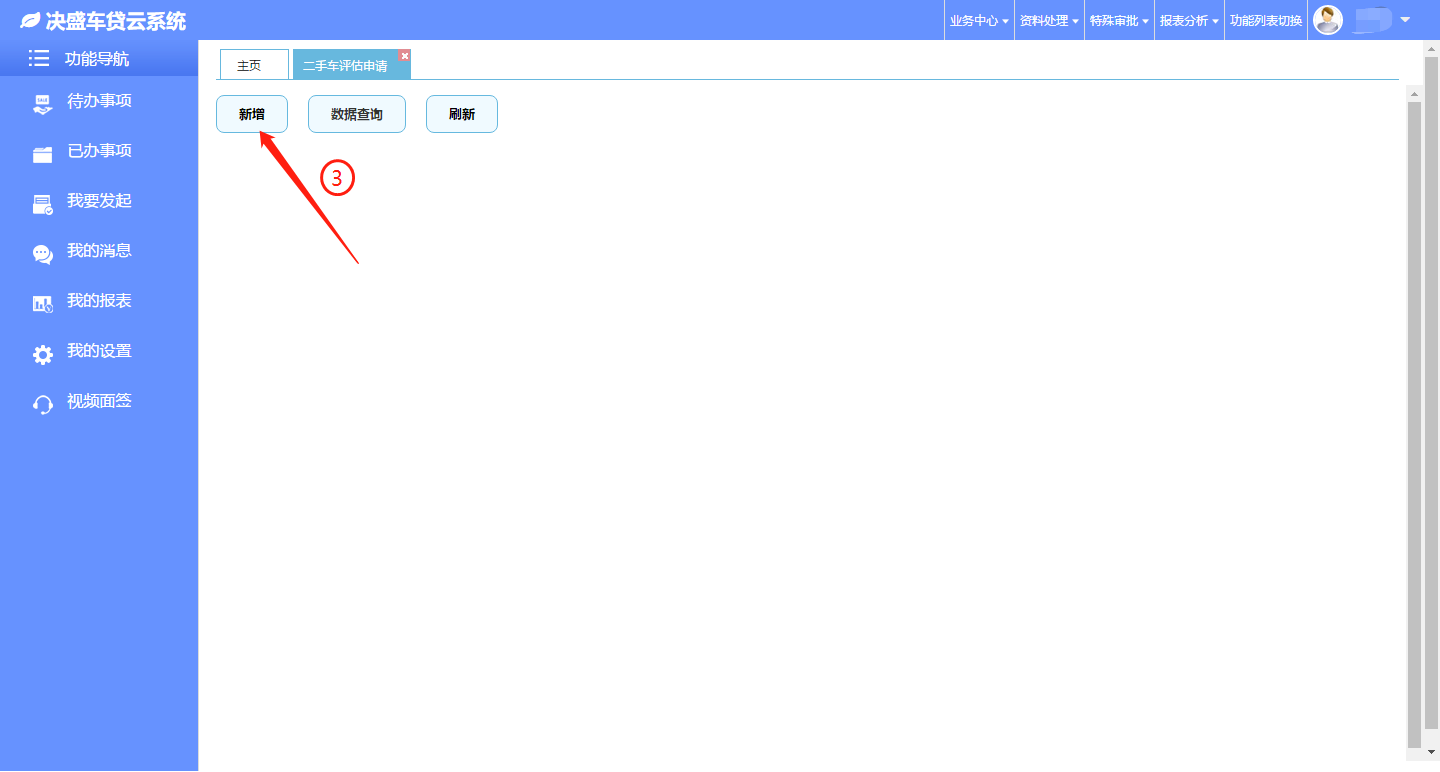 决盛车贷云系统
业务中心 资料处理 特殊审批 报表分析 功能列表切换
功能导航
主页 二手车评估申请
待办事项
新增 数据查询 刷新
已办事项
3
我要发起
我的消息
我的报表
我的设置
视频面签